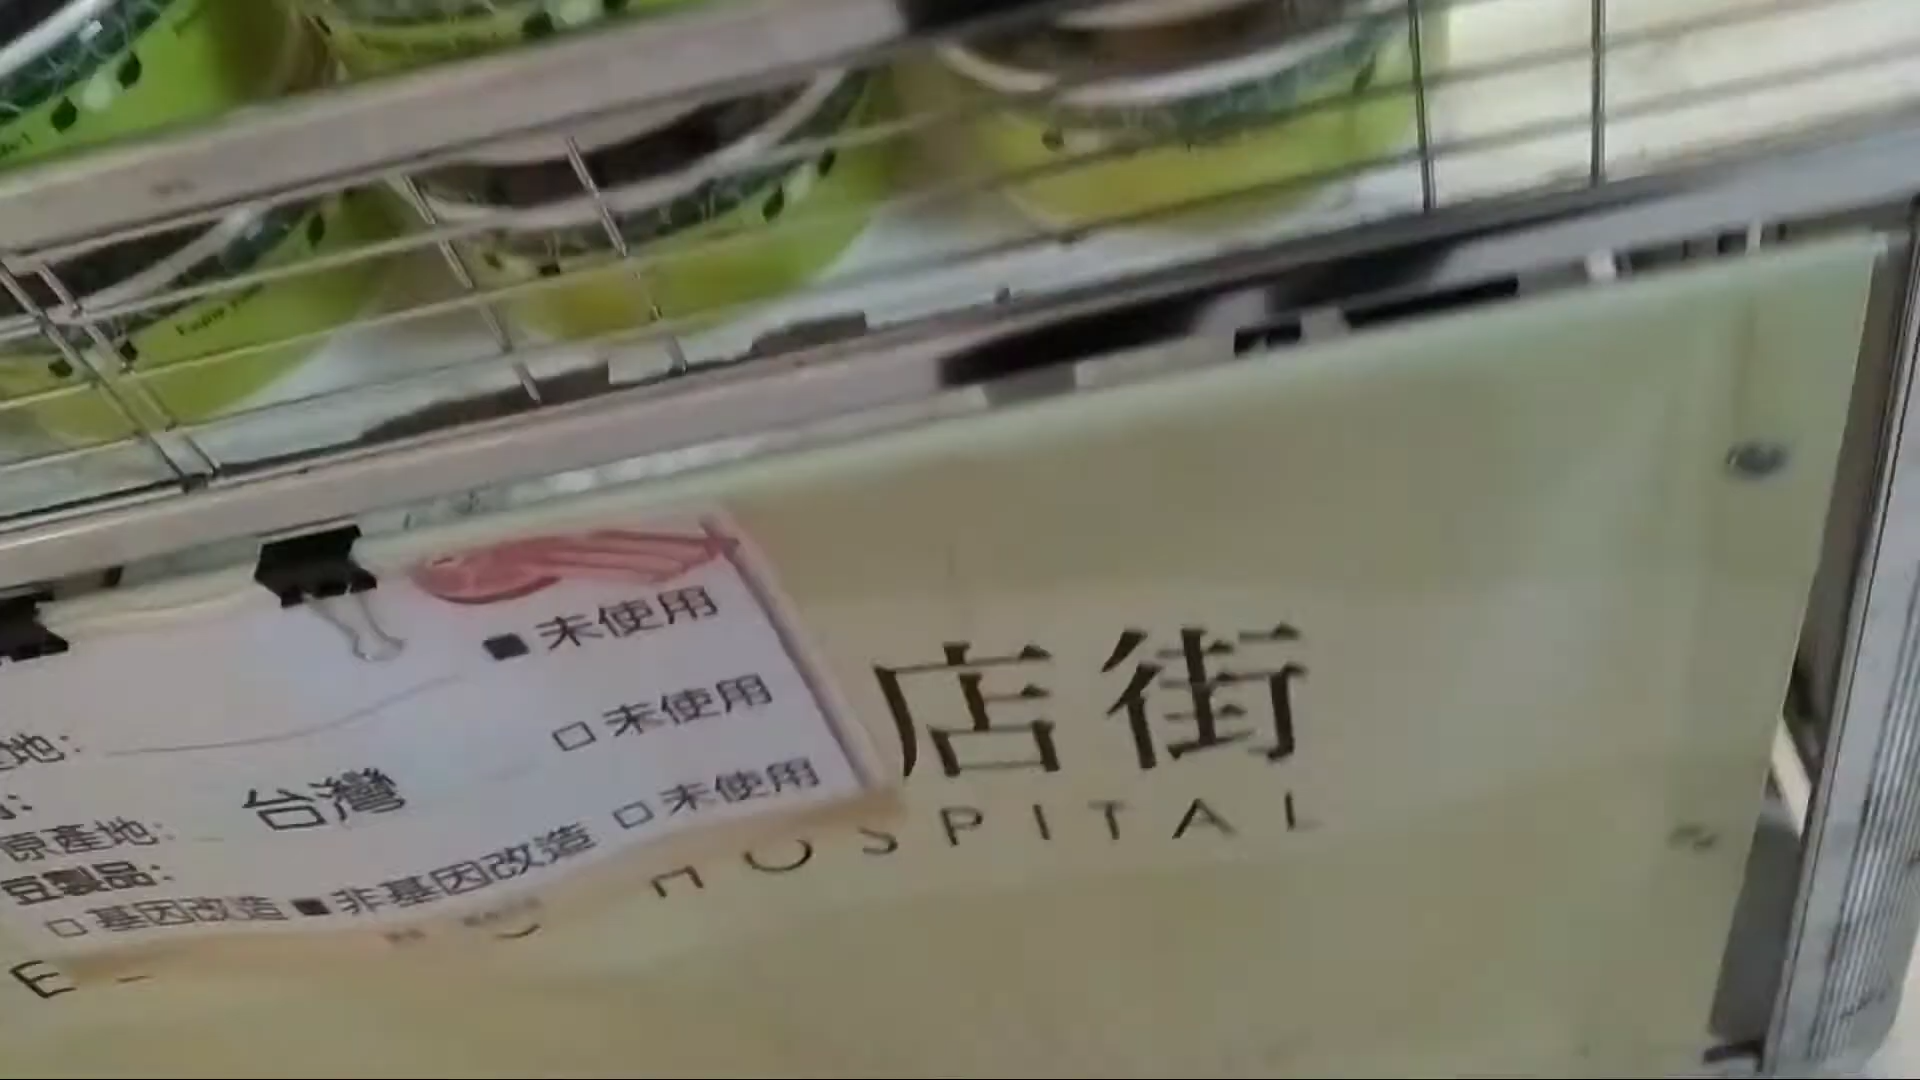 ■未使用
地:
□未使用
台灣
原產地:
□未使用
豆製品:
□基因改造 ■非基因改造
店街
HOSPITAL
E